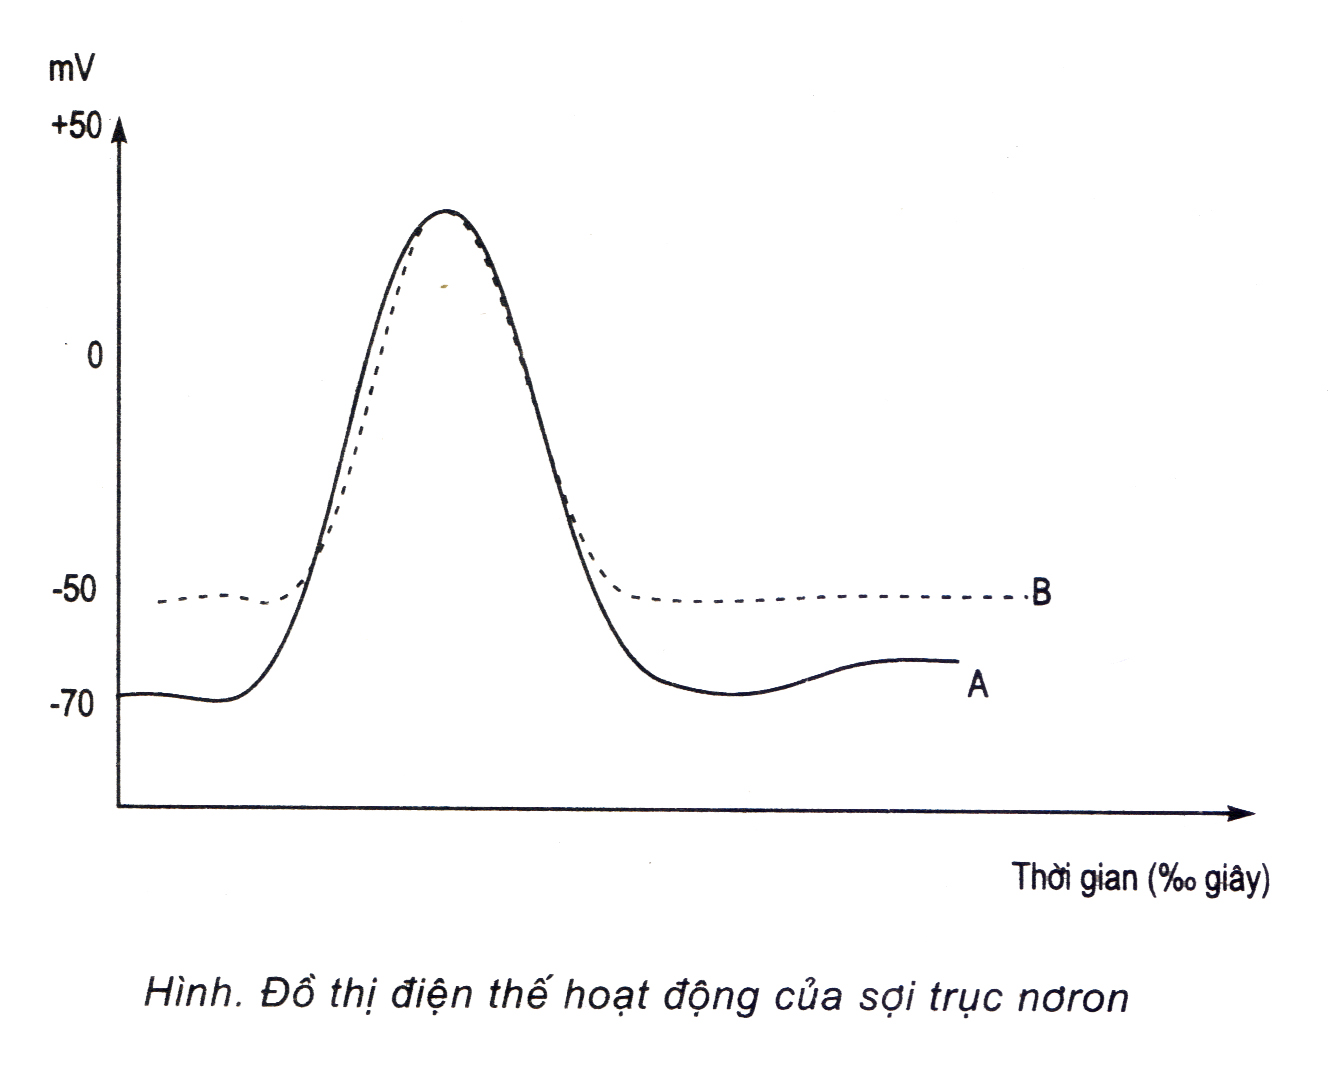 mV
+50
0
-50
-70
B
A
Thời gian (‰ giây)
Hình. Đồ thị điện thế hoạt động của sợi trục nơron